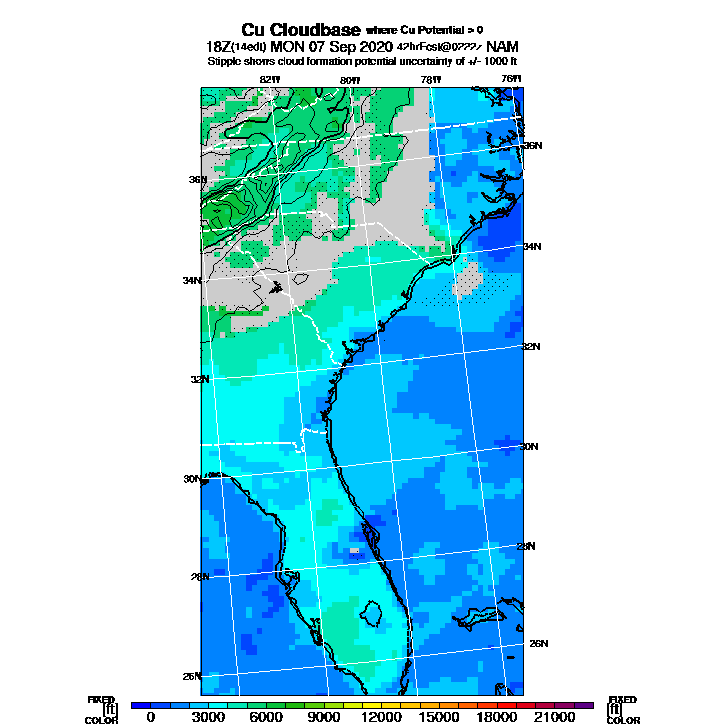 Cu Cloudbase where Cu Potential > 0
18Z(14edt) MON 07 Sep 2020 NAM
Stipple shows cloud formation potential uncertainty of +/- 1000 ft
82W 80W 78W 76W
36N 36N
34N 34N
32N 32N
30N 30N
28N 28N
26N 26N
FIXED FIXED
[ft] 0 3000 6000 9000 12000 15000 18000 21000 [ft]
COLOR COLOR